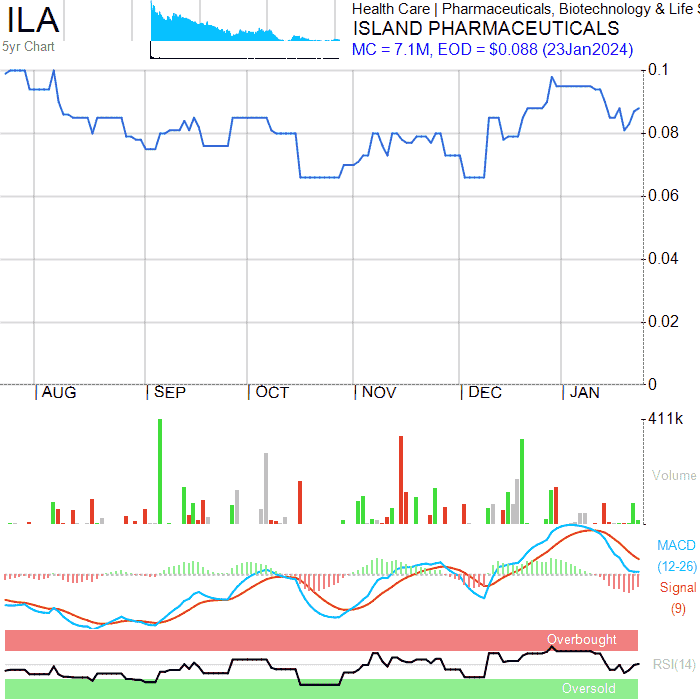 ILA
5yr Chart
Health Care | Pharmaceuticals, Biotechnology & Life S
ISLAND PHARMACEUTICALS
MC = 7.1M, EOD = $0.088 (23Jan2024)
0.1
0.08
0.06
0.04
0.02
0
AUG SEP OCT NOV DEC JAN
411k
Volume
MACD
(12-26)
Signal
(9)
Overbought
RSI(14)
Oversold